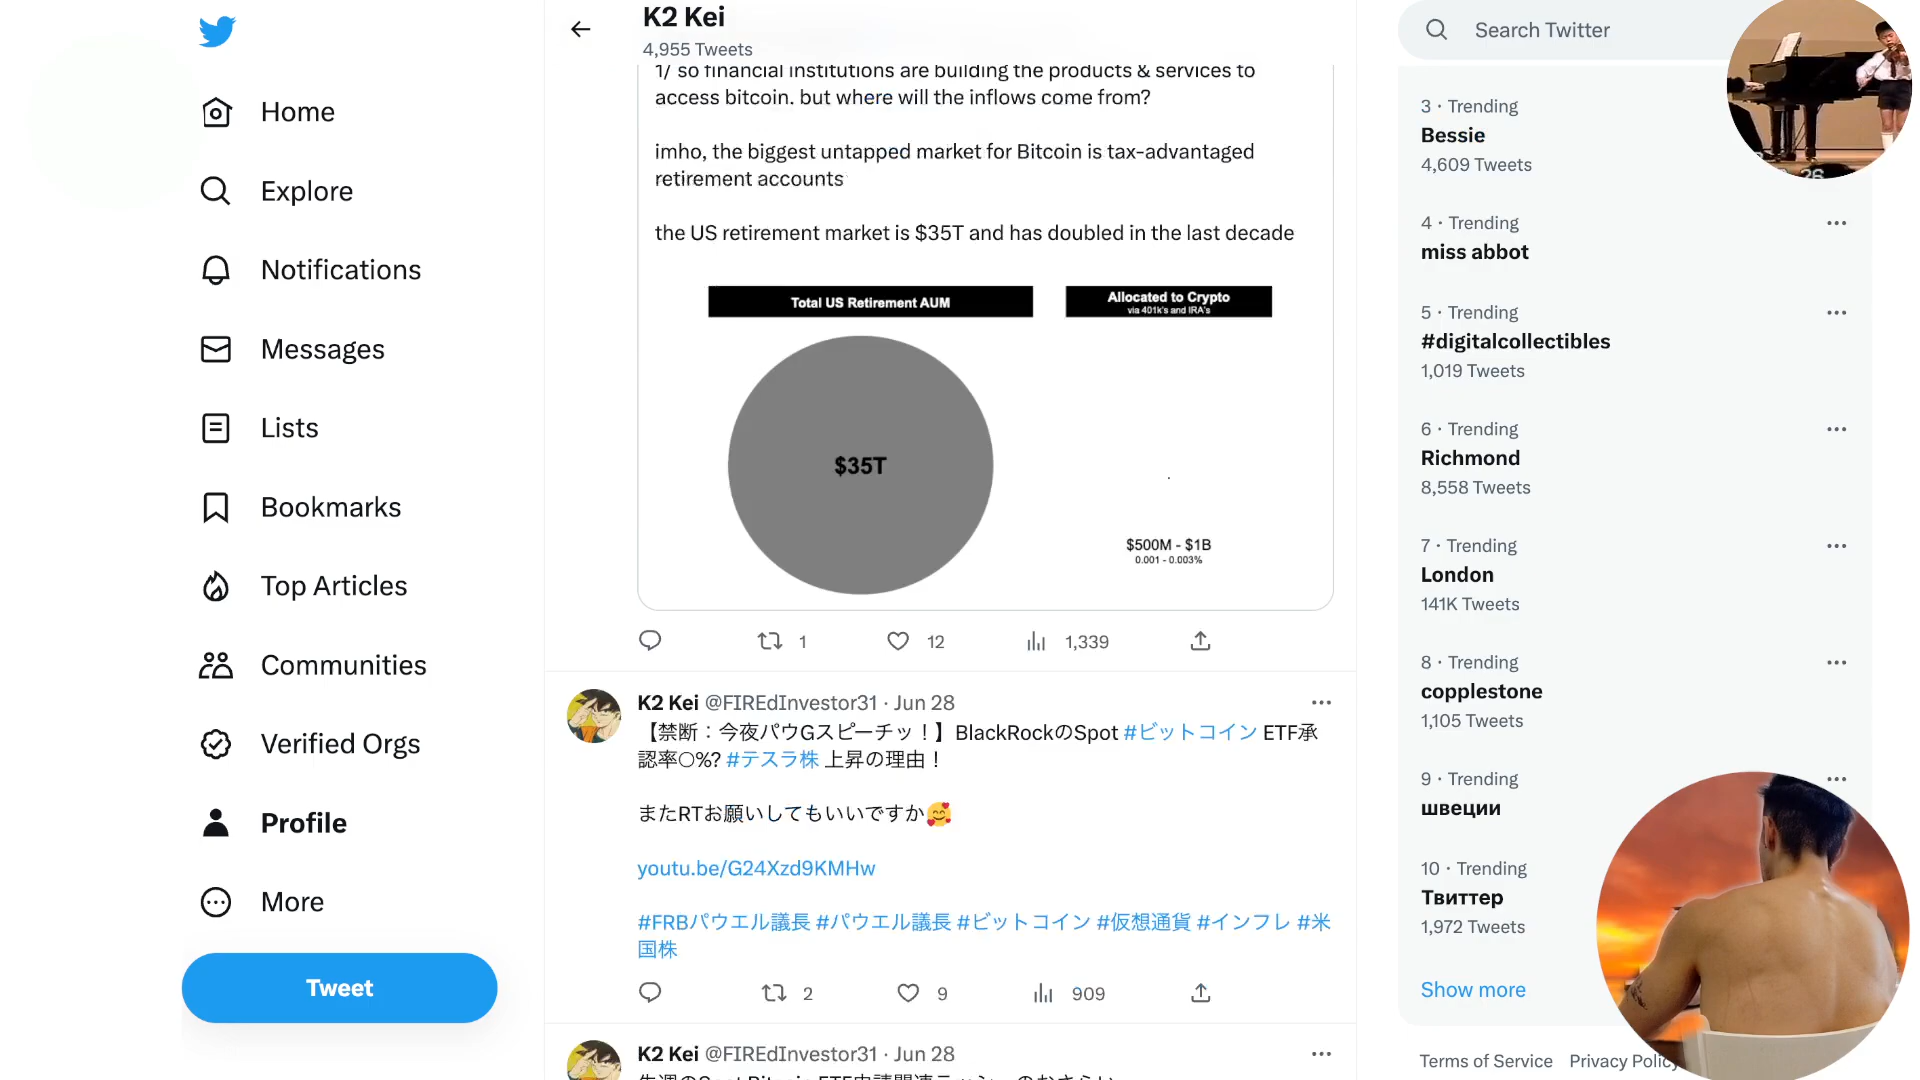 Home
Explore
Notifications
Messages
Lists
Bookmarks
Top Articles
Communities
Verified Orgs
Profile
More
Tweet
K2 Kei
4,955 Tweets
1/ so financial institutions are building the products & services to
access bitcoin. but where will the inflows come from?
imho, the biggest untapped market for Bitcoin is tax-advantaged
retirement accounts
the US retirement market is $35T and has doubled in the last decade
Total US Retirement AUM
Allocated to Crypto
via 401k's and IRA's
$35T
$500M - $1B
0.001 - 0.003%
1
12
1,339
K2 Kei @FIREdInvestor31 · Jun 28
【禁断：今夜パウGスピーチッ！】BlackRockのSpot #ビットコイン ETF承
認率○%? #テスラ株 上昇の理由！
またRTお願いしてもいいですか🥰
youtu.be/G24Xzd9KMHw
#FRBパウエル議長 #パウエル議長 #ビットコイン #仮想通貨 #インフレ #米
国株
2
9
909
K2 Kei @FIREdInvestor31 · Jun 28
Search Twitter
3 · Trending
Bessie
4,609 Tweets
4 · Trending
miss abbot
5 · Trending
#digitalcollectibles
1,019 Tweets
6 · Trending
Richmond
8,558 Tweets
7 · Trending
London
141K Tweets
8 · Trending
copplestone
1,105 Tweets
9 · Trending
швеции
10 · Trending
Твиттер
1,972 Tweets
Show more
Terms of Service Privacy Policy